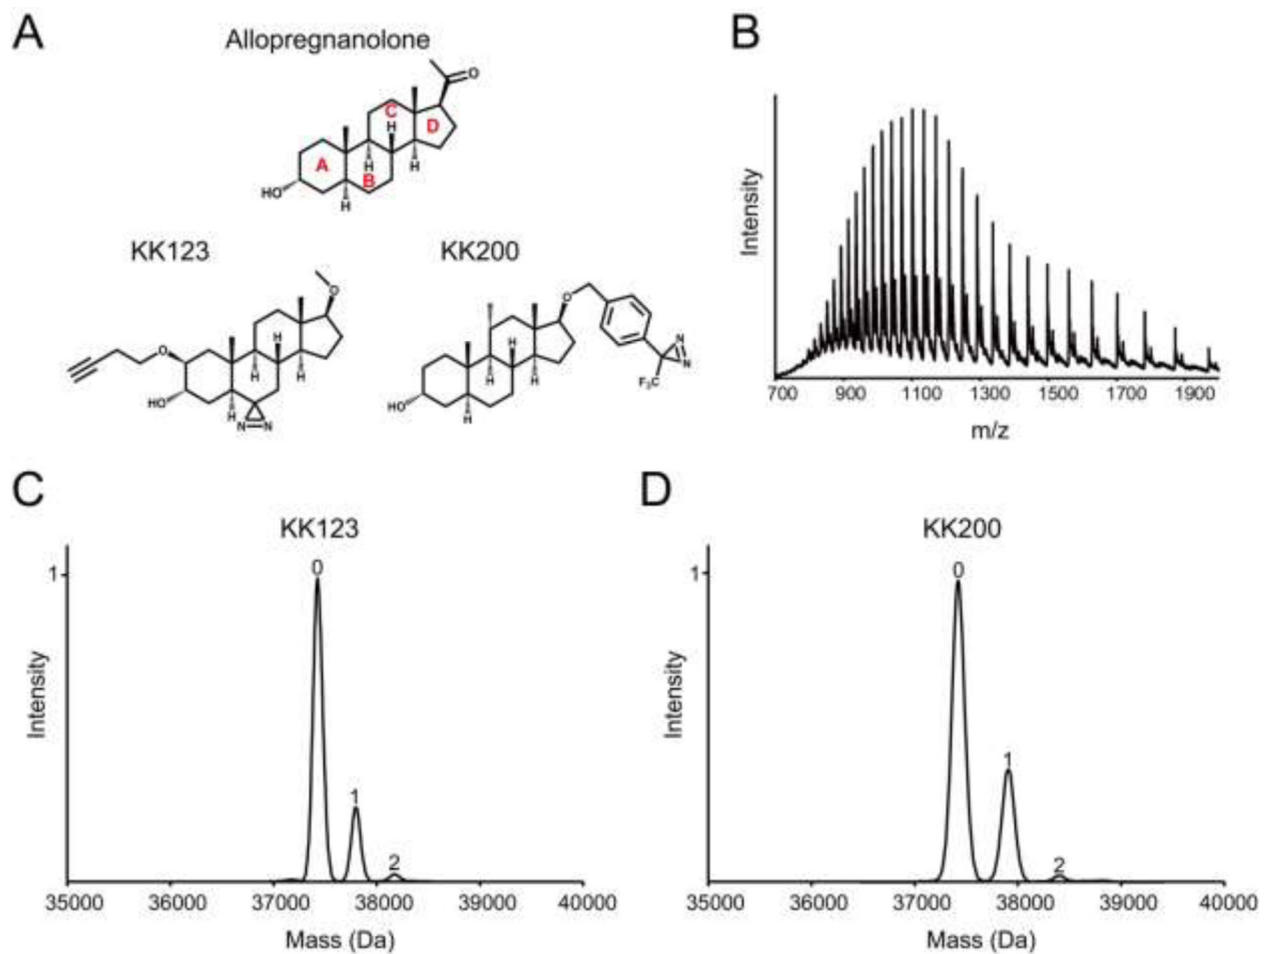 A
Allopregnanolone
O
C
H
D
A
H
H
B
HO
H
KK123
O
O
H
H
H
HO
H
N N
KK200
O
H
H
H
HO
H
N
N
F₃C
B
Intensity
700 900 1100 1300 1500 1700 1900
m/z
C
KK123
1
0
1
2
Intensity
35000 36000 37000 38000 39000 40000
Mass (Da)
D
KK200
1
0
1
2
Intensity
35000 36000 37000 38000 39000 40000
Mass (Da)